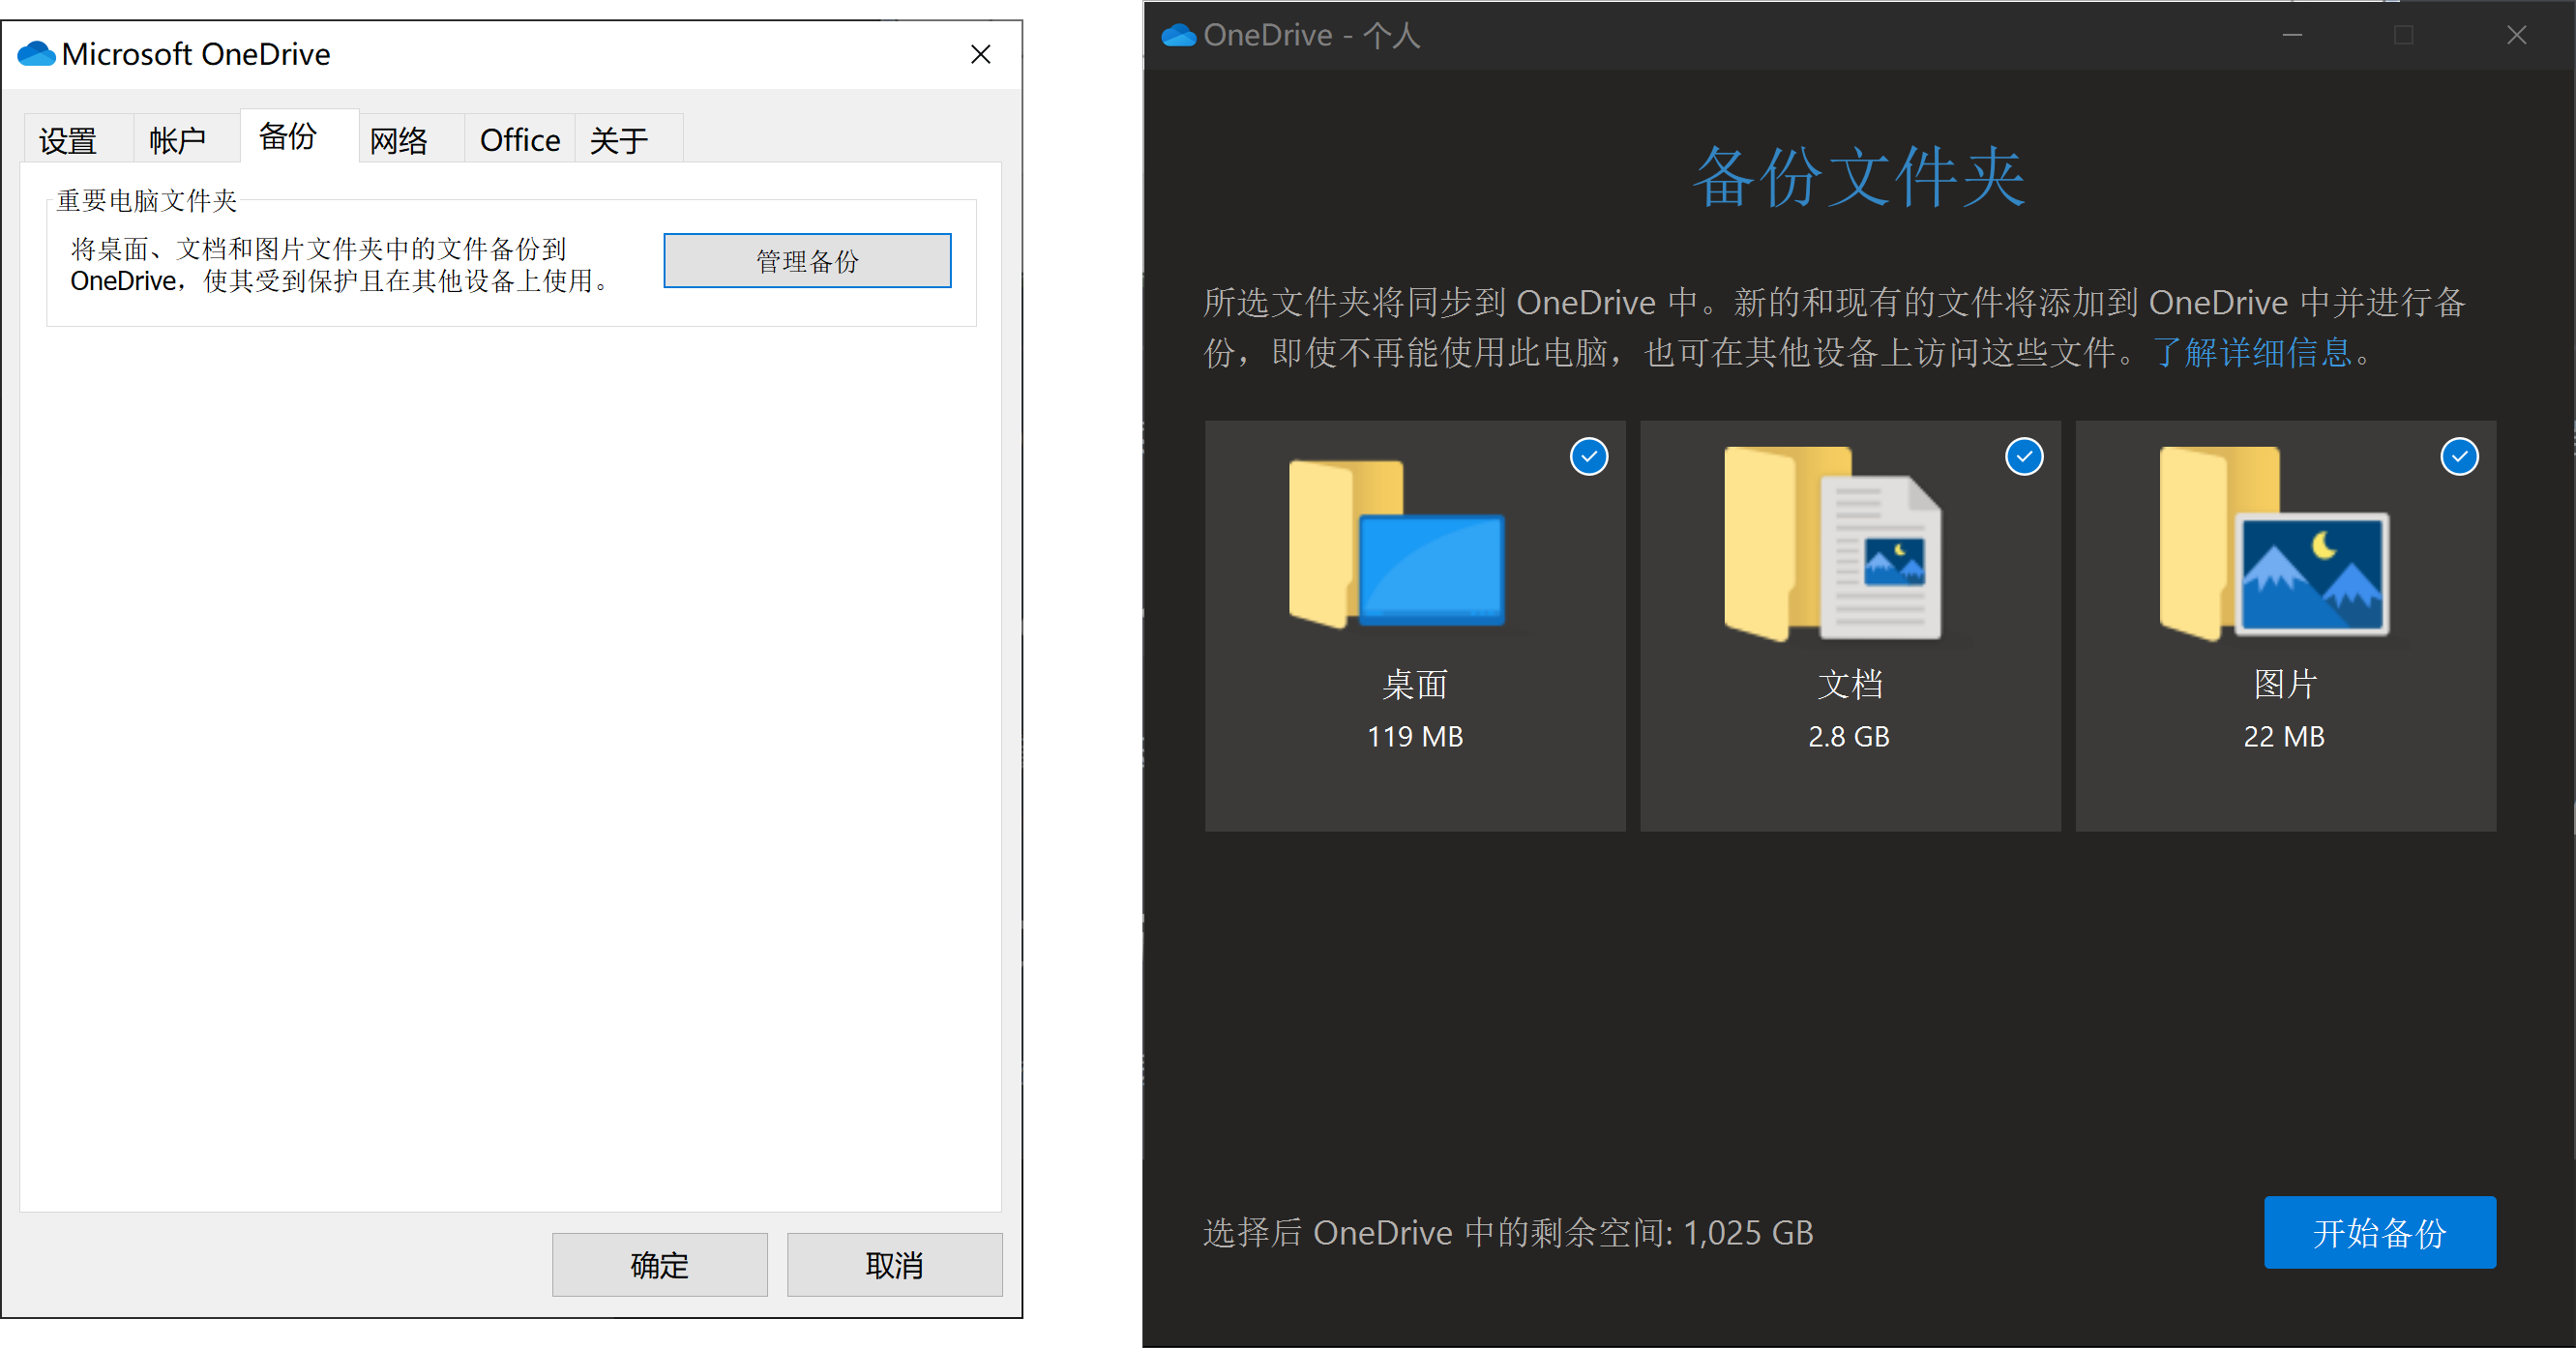 Microsoft OneDrive
设置 帐户 备份 网络 Office 关于
重要电脑文件夹
将桌面、文档和图片文件夹中的文件备份到
OneDrive，使其受到保护且在其他设备上使用。
管理备份
确定 取消
OneDrive - 个人
备份文件夹
所选文件夹将同步到 OneDrive 中。新的和现有的文件将添加到 OneDrive 中并进行备
份，即使不再能使用此电脑，也可在其他设备上访问这些文件。了解详细信息。
桌面 文档 图片
119 MB 2.8 GB 22 MB
选择后 OneDrive 中的剩余空间: 1,025 GB
开始备份